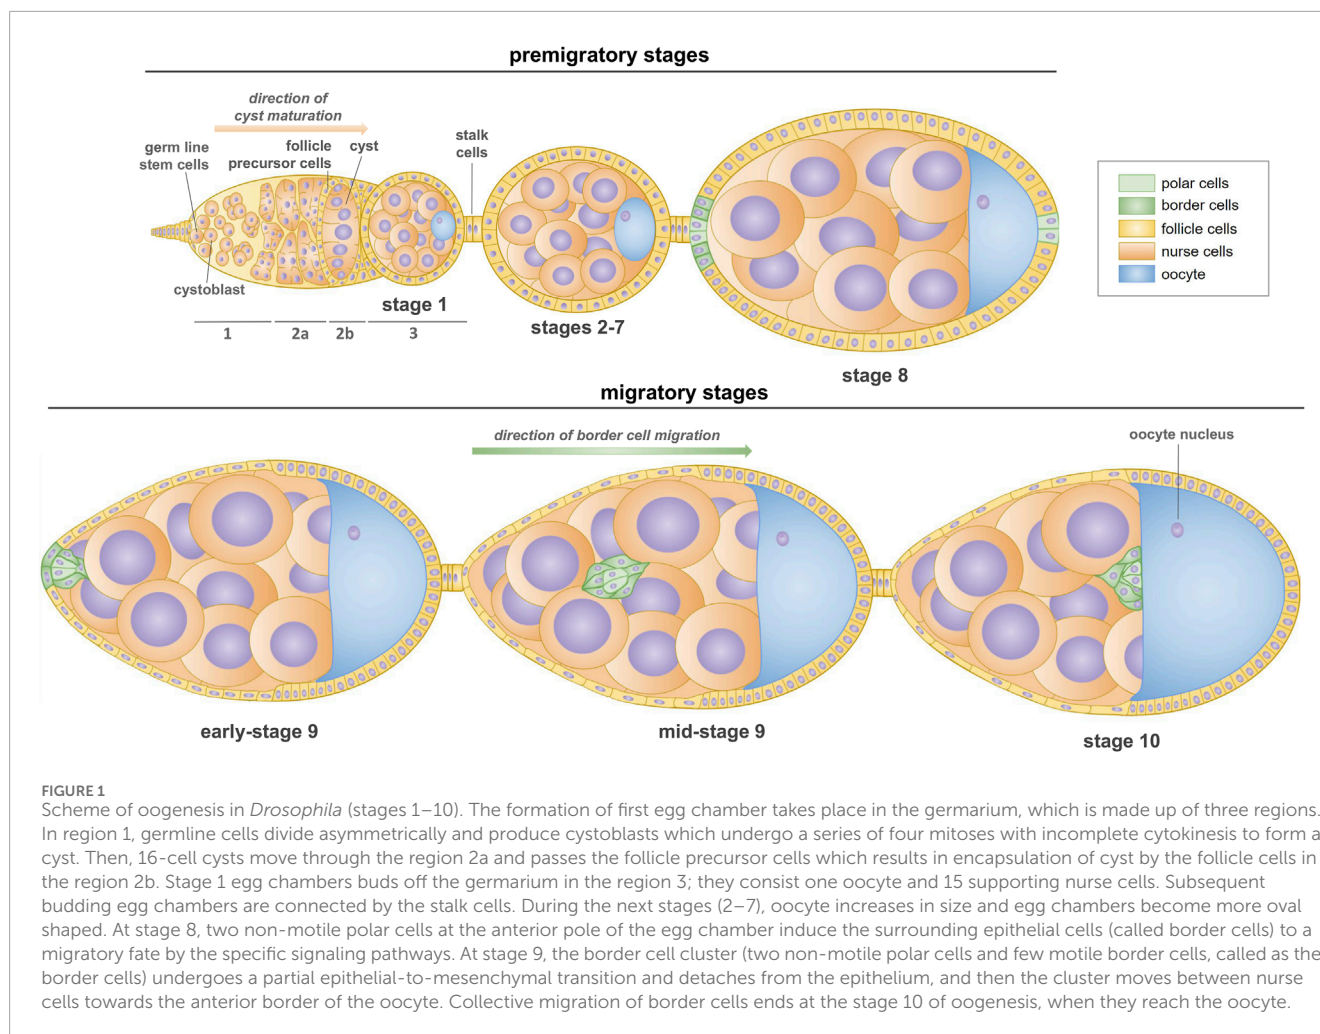 premigratory stages
direction of
cyst maturation
germ line
stem cells
follicle
precursor cells
cyst
stalk
cells
cystoblast
stage 1
1
2a
2b
3
stages 2-7
stage 8
polar cells
border cells
follicle cells
nurse cells
oocyte
migratory stages
direction of border cell migration
oocyte nucleus
early-stage 9
mid-stage 9
stage 10
FIGURE 1
Scheme of oogenesis in Drosophila (stages 1–10). The formation of first egg chamber takes place in the germarium, which is made up of three regions.
In region 1, germline cells divide asymmetrically and produce cystoblasts which undergo a series of four mitoses with incomplete cytokinesis to form a
cyst. Then, 16-cell cysts move through the region 2a and passes the follicle precursor cells which results in encapsulation of cyst by the follicle cells in
the region 2b. Stage 1 egg chambers buds off the germarium in the region 3; they consist one oocyte and 15 supporting nurse cells. Subsequent
budding egg chambers are connected by the stalk cells. During the next stages (2–7), oocyte increases in size and egg chambers become more oval
shaped. At stage 8, two non-motile polar cells at the anterior pole of the egg chamber induce the surrounding epithelial cells (called border cells) to a
migratory fate by the specific signaling pathways. At stage 9, the border cell cluster (two non-motile polar cells and few motile border cells, called as the
border cells) undergoes a partial epithelial-to-mesenchymal transition and detaches from the epithelium, and then the cluster moves between nurse
cells towards the anterior border of the oocyte. Collective migration of border cells ends at the stage 10 of oogenesis, when they reach the oocyte.